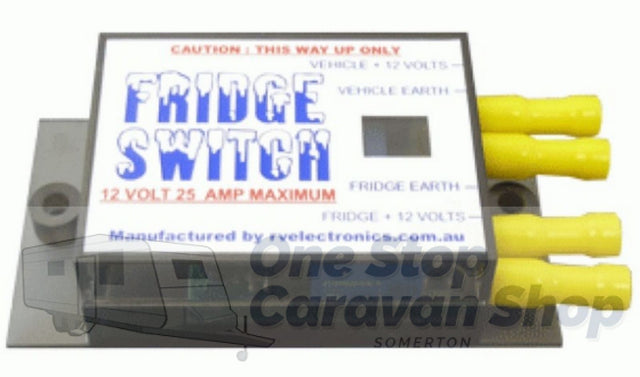 CAUTION : THIS WAY UP ONLY
VEHICLE + 12 VOLTS
VEHICLE EARTH
FRIDGE
SWITCH
12 VOLT 25 AMP MAXIMUM
FRIDGE EARTH
FRIDGE + 12 VOLTS
Manufactured by rvelectronics.com.au
One Stop
Caravan Shop
SOMERTON